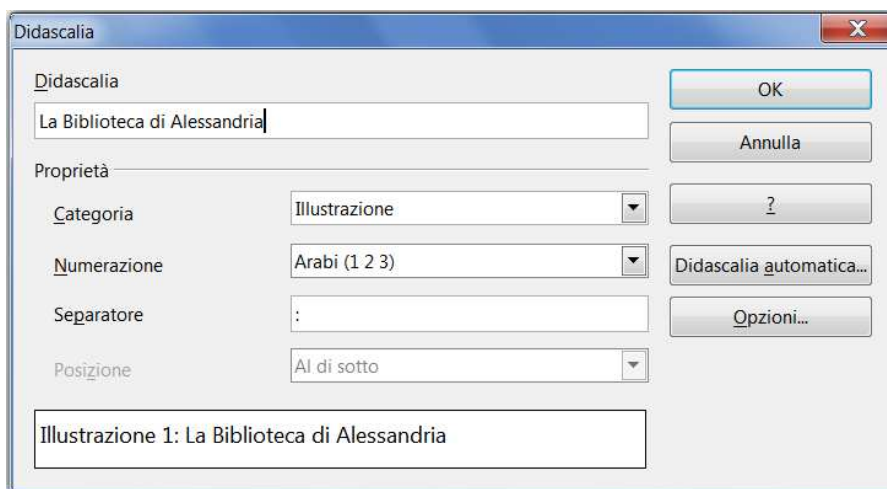 Didascalia
Didascalia
La Biblioteca di Alessandria
Proprietà
Categoria
Illustrazione
Numerazione
Arabi (1 2 3)
Separatore
:
Posizione
Al di sotto
Illustrazione 1: La Biblioteca di Alessandria
OK
Annulla
?
Didascalia automatica...
Opzioni...